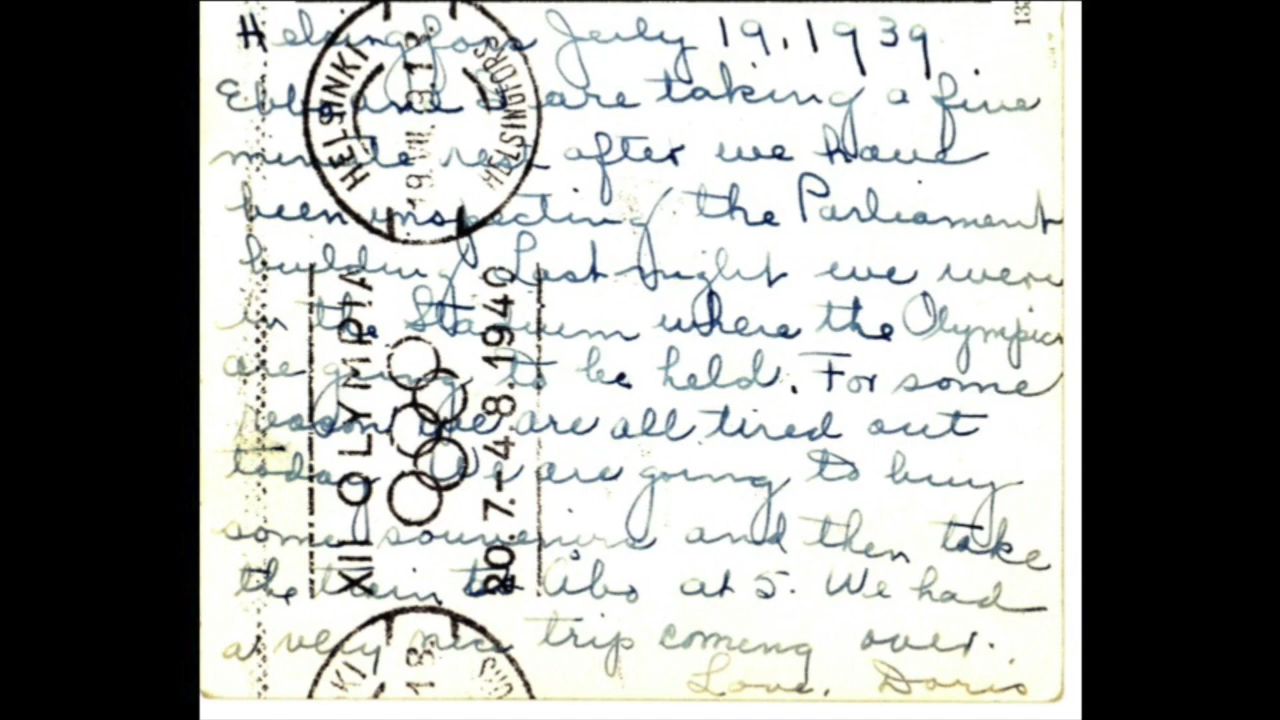 Helsingfors July 19, 1939
Ebba and I are taking a five
minute rest after we have
been inspecting the Parliament
building. Last night we were
in the Stadium where the Olympics
are going to be held. For some
reason we are all tired out
today. We are going to buy
some souvenirs and then take
the train to Åbo at 5. We had
a very nice trip coming over.
Love, Doris
HELSINKI HELSINGFORS
19.VII.39.13
XII OLYMPIA
20.7.-4.8.1940